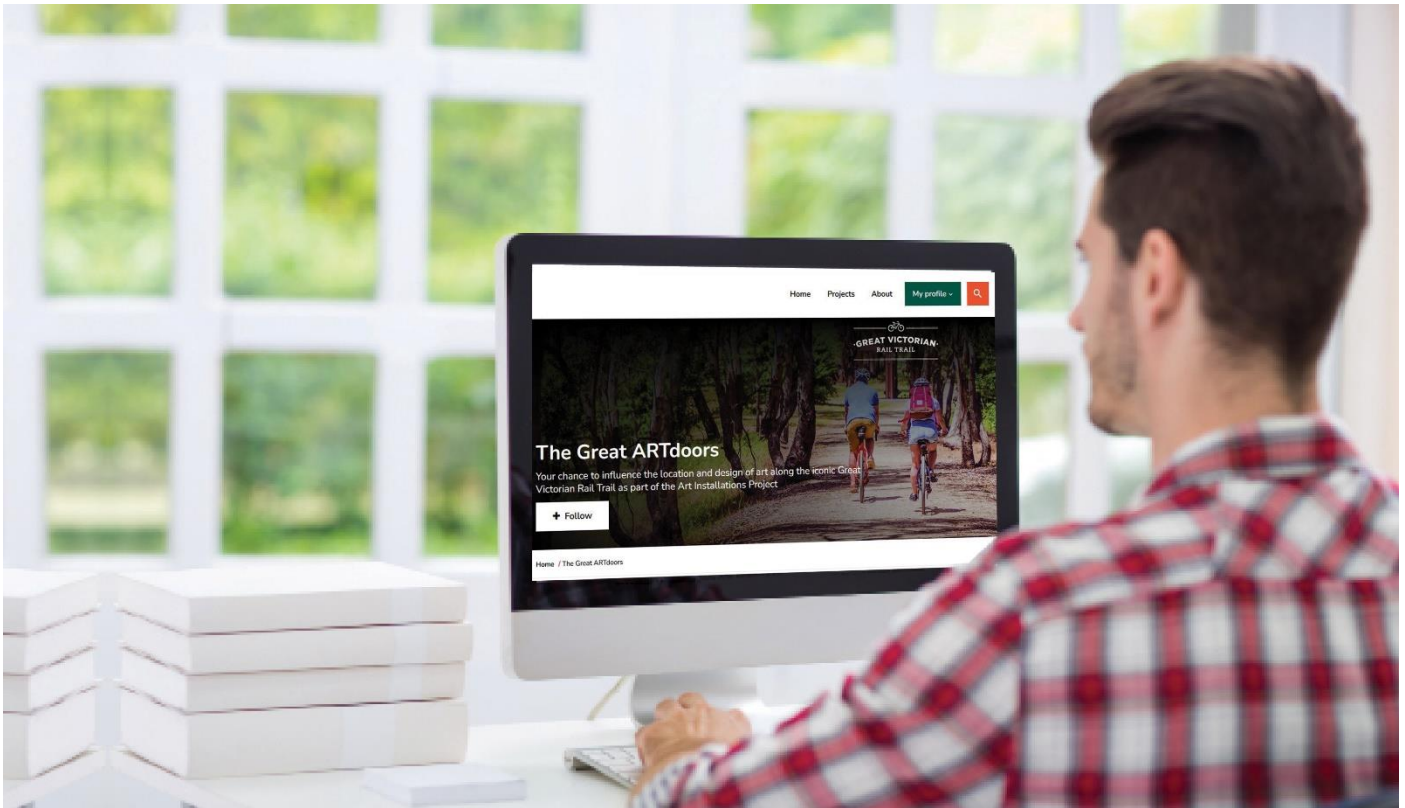 Home Projects About My profile
GREAT VICTORIAN
RAIL TRAIL
The Great ARTdoors
Your chance to influence the location and design of art along the iconic Great
Victorian Rail Trail as part of the Art Installations Project
+ Follow
Home / The Great ARTdoors